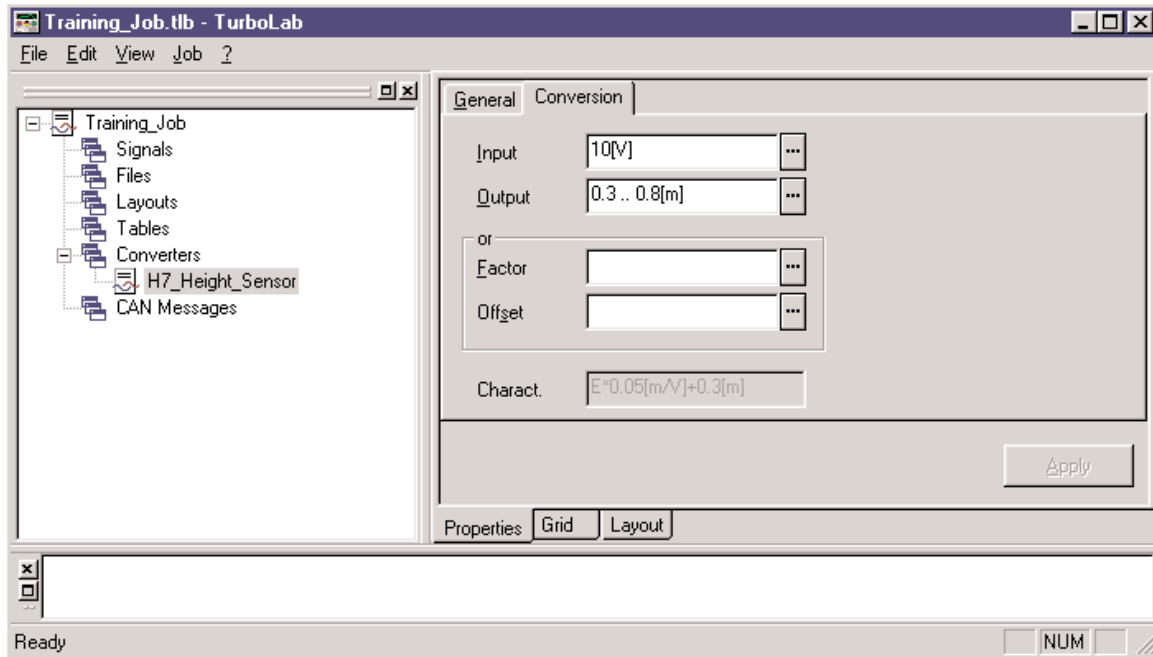 Training_Job.tlb - TurboLab
File Edit View Job ?
Training_Job
Signals
Files
Layouts
Tables
Converters
H7_Height_Sensor
CAN Messages
General Conversion
Input 10[V] ...
Output 0.3 .. 0.8[m] ...
or
Factor ...
Offset ...
Charact. E*0.05[m/V]+0.3[m]
Apply
Properties Grid Layout
Ready NUM